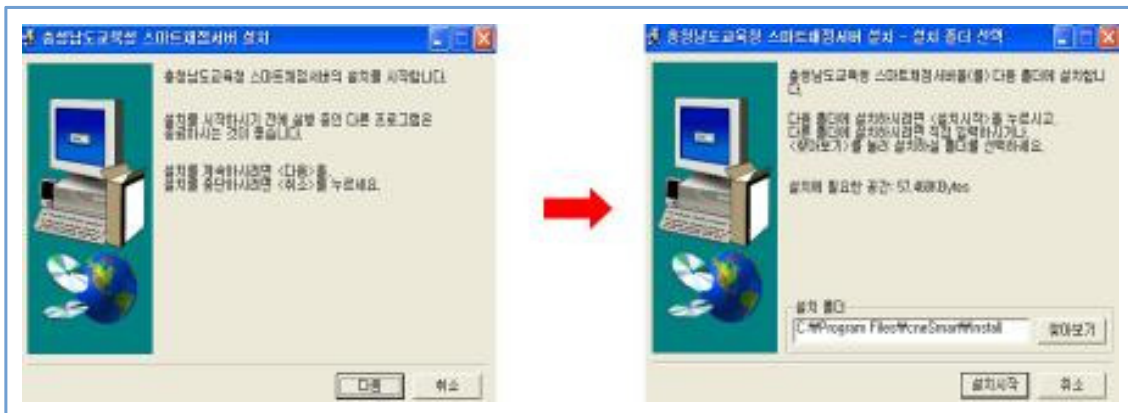 충청남도교육청 스마트채점서버 설치
충청남도교육청 스마트채점서버의 설치를 시작합니다.
설치를 시작하시기 전에 실행 중인 다른 프로그램은
종료하시는 것이 좋습니다.
설치를 계속하시려면 <다음>을,
설치를 중단하시려면 <취소>를 누르세요.
다음
취소
충청남도교육청 스마트채점서버 설치 - 설치 폴더 선택
충청남도교육청 스마트채점서버을(를) 다음 폴더에 설치합니
다.
다음 폴더에 설치하시려면 <설치시작>을 누르시고,
다른 폴더에 설치하시려면 직접 입력하시거나,
<찾아보기>를 눌러 설치하실 폴더를 선택하세요.
설치에 필요한 공간: 57,468KBytes
설치 폴더
C:₩Program Files₩cneSmart₩install
찾아보기
설치시작
취소